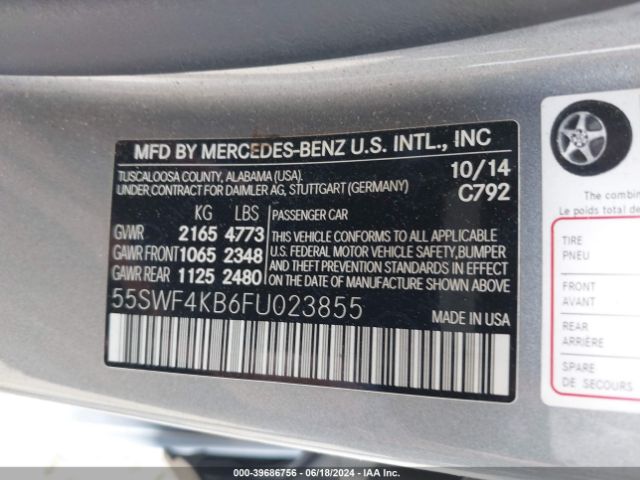 MFD BY MERCEDES-BENZ U.S. INTL., INC
TUSCALOOSA COUNTY, ALABAMA (USA). 10/14
UNDER CONTRACT FOR DAIMLER AG, STUTTGART (GERMANY) C792
KG LBS PASSENGER CAR
GVWR 2165 4773 THIS VEHICLE CONFORMS TO ALL APPLICABLE
GAWR FRONT 1065 2348 U.S. FEDERAL MOTOR VEHICLE SAFETY, BUMPER
GAWR REAR 1125 2480 AND THEFT PREVENTION STANDARDS IN EFFECT
ON THE DATE OF MANUFACTURE SHOWN ABOVE.
55SWF4KB6FU023855
MADE IN USA
The combine
Le poids total de
TIRE
PNEU
FRONT
AVANT
REAR
ARRIÈRE
SPARE
DE SECOURS
000-39686756 - 06/18/2024 - IAA Inc.